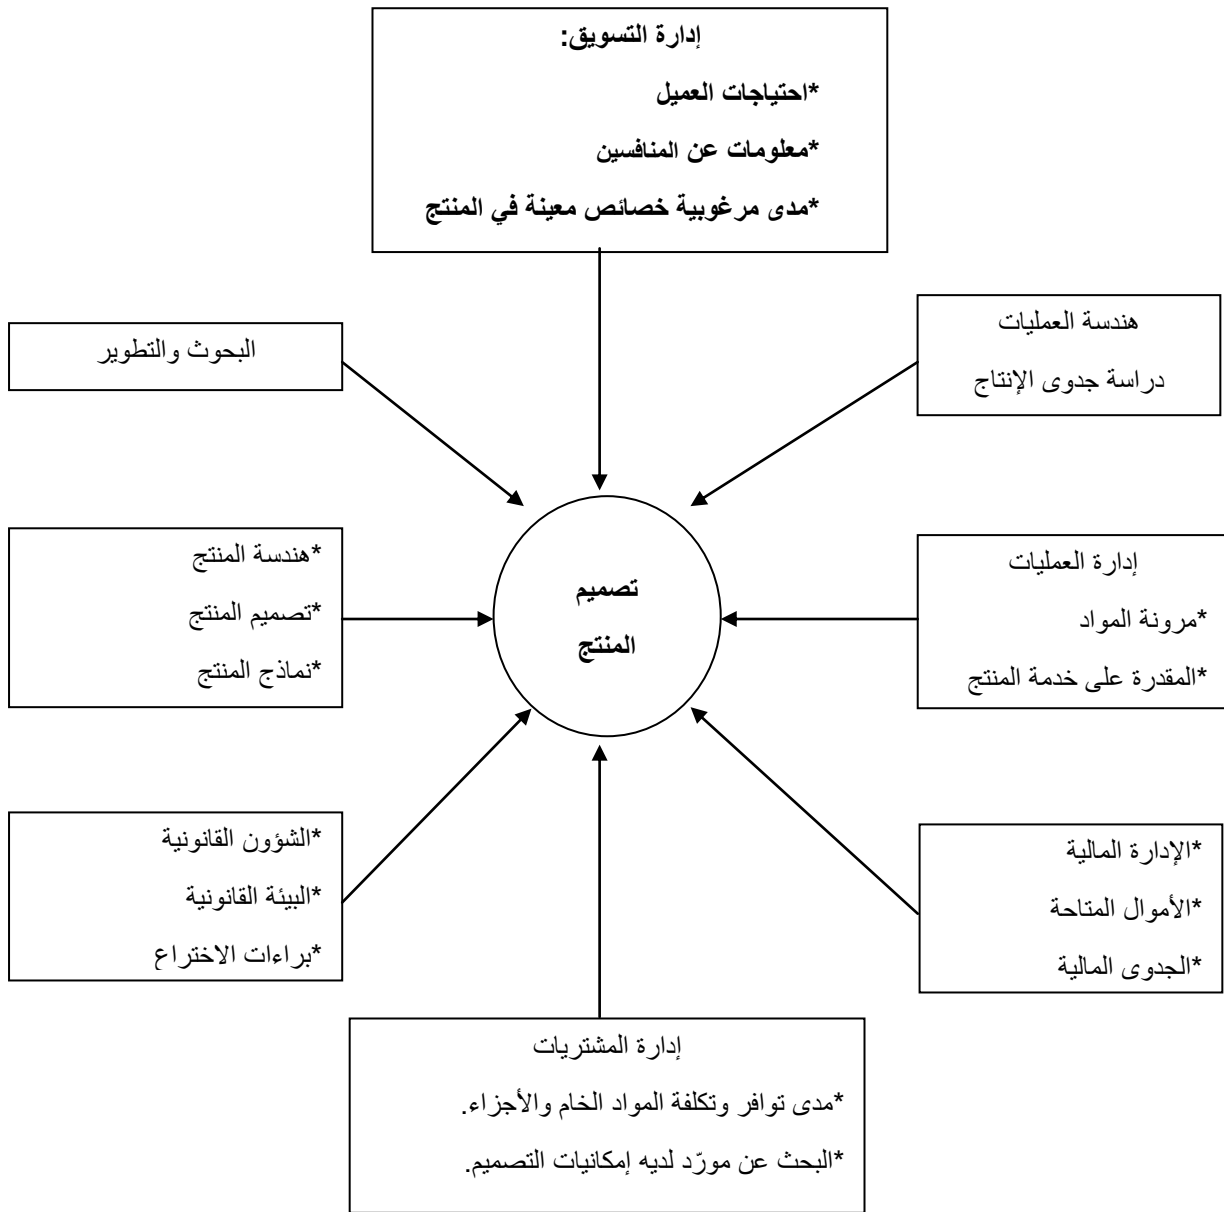 إدارة التسويق:
*احتياجات العميل
*معلومات عن المنافسين
*مدى مرغوبية خصائص معينة في المنتج
هندسة العمليات
دراسة جدوى الإنتاج
البحوث والتطوير
إدارة العمليات
*مرونة المواد
*المقدرة على خدمة المنتج
تصميم
المنتج
*هندسة المنتج
*تصميم المنتج
*نماذج المنتج
*الإدارة المالية
*الأموال المتاحة
*الجدوى المالية
*الشؤون القانونية
*البيئة القانونية
*براءات الاختراع
إدارة المشتريات
*مدى توافر وتكلفة المواد الخام والأجزاء.
*البحث عن مورّد لديه إمكانيات التصميم.